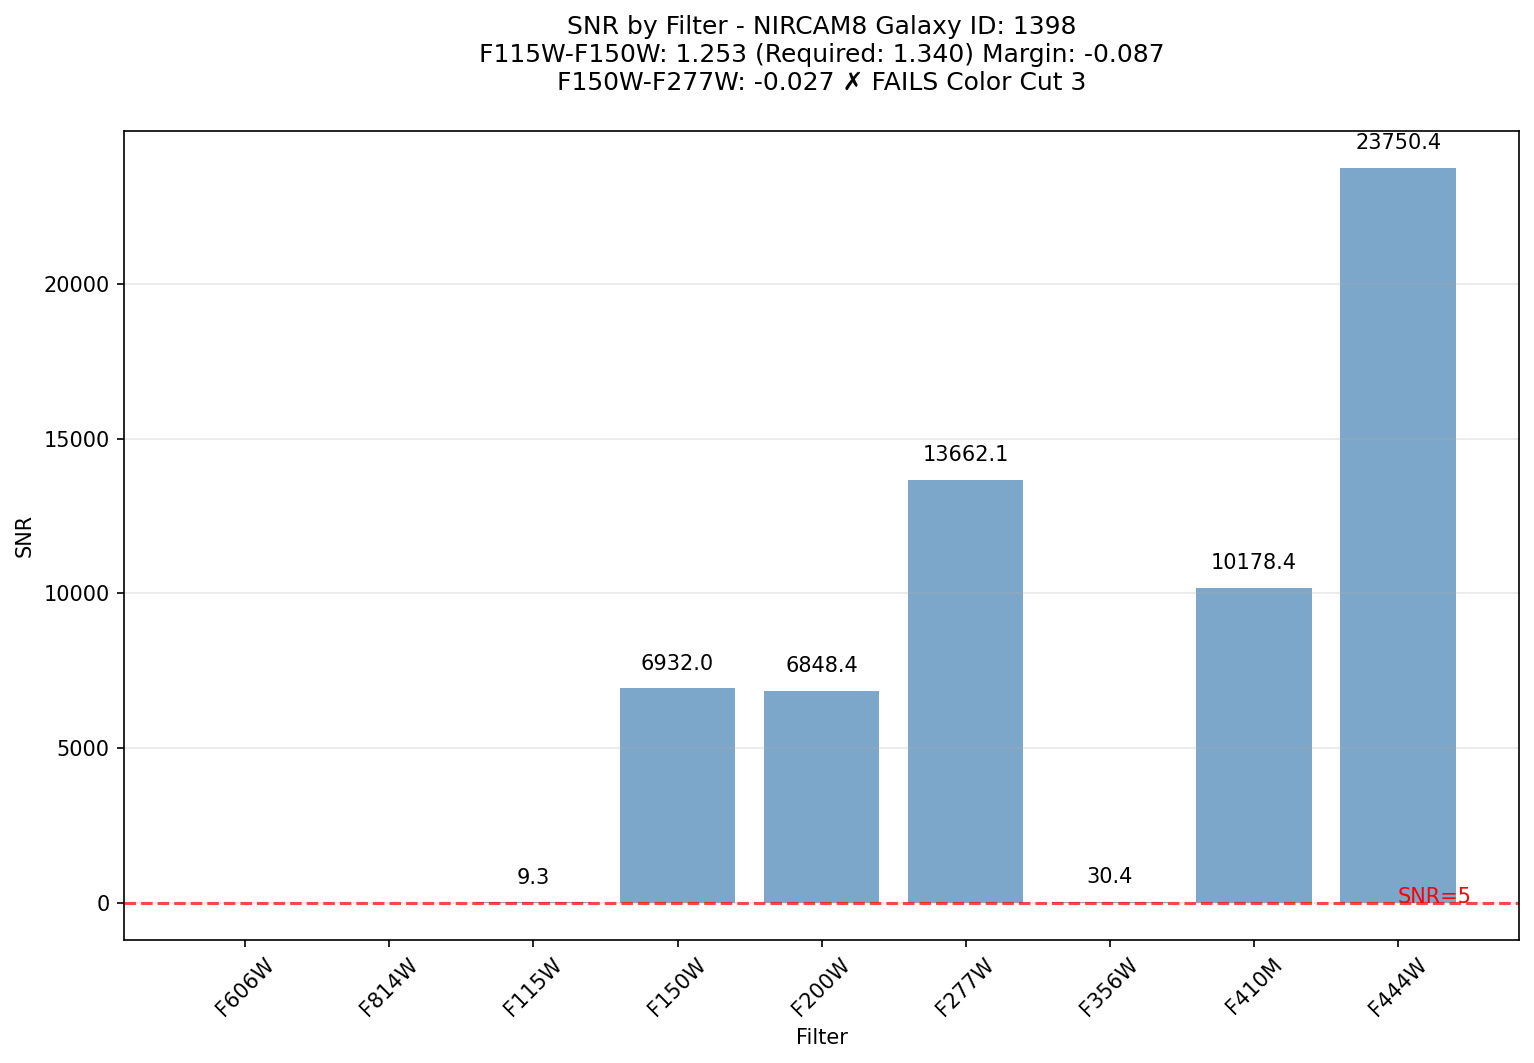 SNR by Filter - NIRCAM8 Galaxy ID: 1398
F115W-F150W: 1.253 (Required: 1.340) Margin: -0.087
F150W-F277W: -0.027 ✗ FAILS Color Cut 3
23750.4
20000
15000
13662.1
10178.4
10000
6932.0
6848.4
5000
9.3
30.4
SNR=5
0
SNR
F606W
F814W
F115W
F150W
F200W
F277W
F356W
F410M
F444W
Filter